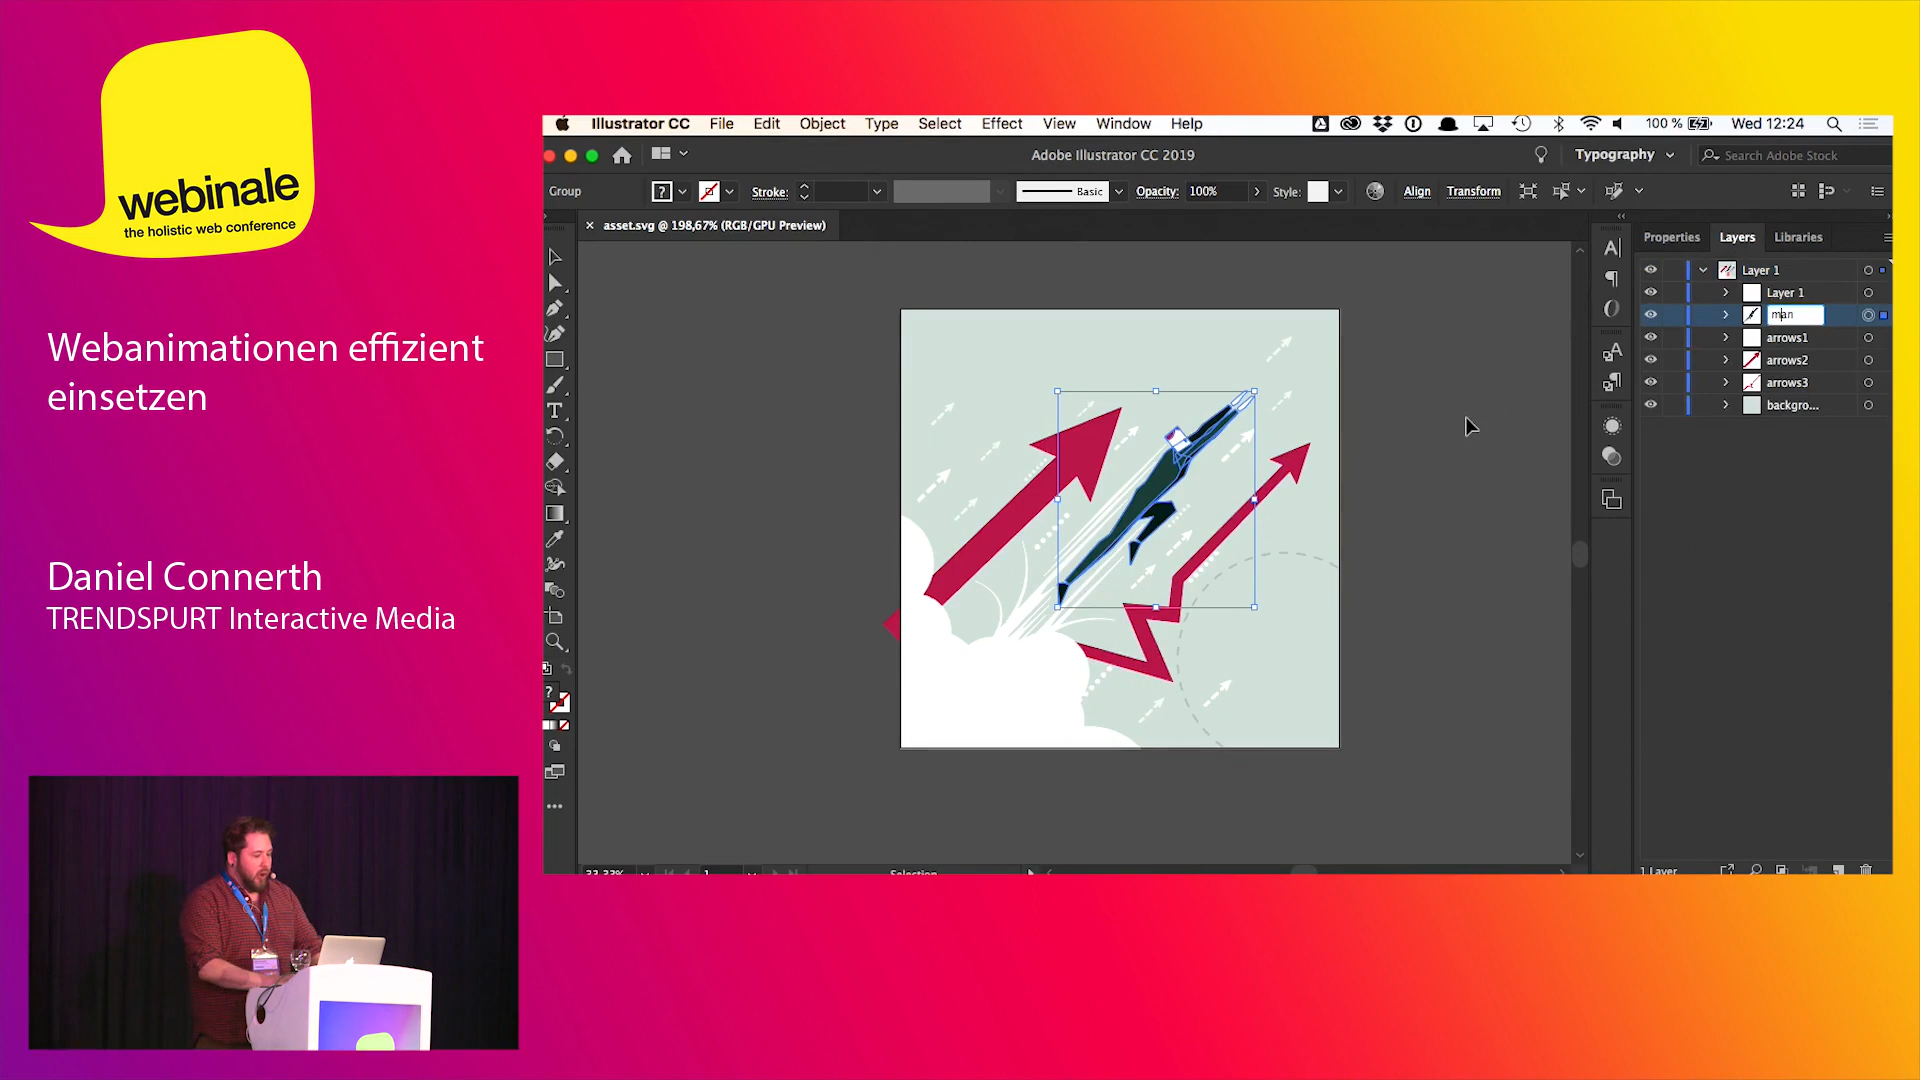 webinale
the holistic web conference
Webanimationen effizient
einsetzen
Daniel Connerth
TRENDSPURT Interactive Media
Illustrator CC File Edit Object Type Select Effect View Window Help 100 % Wed 12:24
Adobe Illustrator CC 2019 Typography Search Adobe Stock
Group ? Stroke: Basic Opacity: 100% Style: Align Transform
× asset.svg @ 198,67% (RGB/GPU Preview)
Properties Layers Libraries
Layer 1
Layer 1
man
arrows1
arrows2
arrows3
backgro...
33,33% 1 Selection 1 Layer